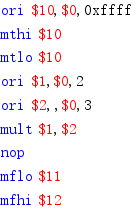 ori $10,$0,0xffff
mthi $10
mtlo $10
ori $1,$0,2
ori $2,,$0,3
mult $1,$2
nop
mflo $11
mfhi $12